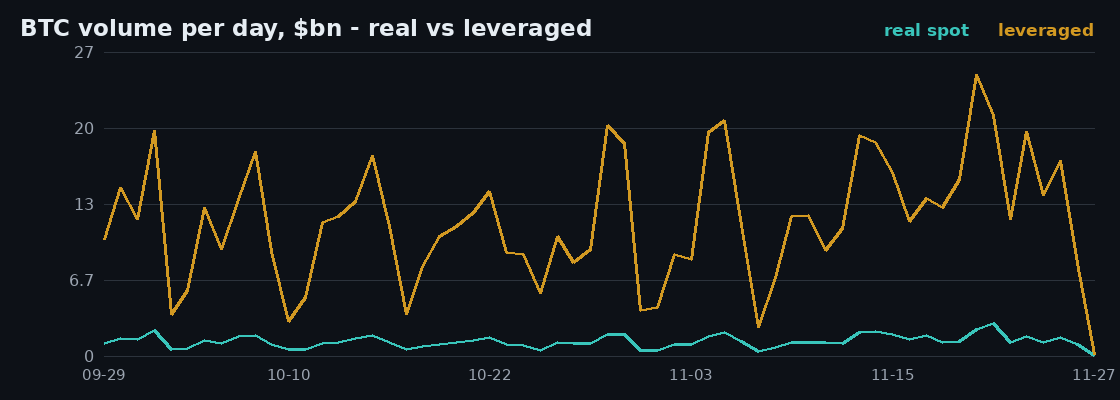 BTC volume per day, $bn - real vs leveraged
real spot leveraged
27
20
13
6.7
0
09-29 10-10 10-22 11-03 11-15 11-27